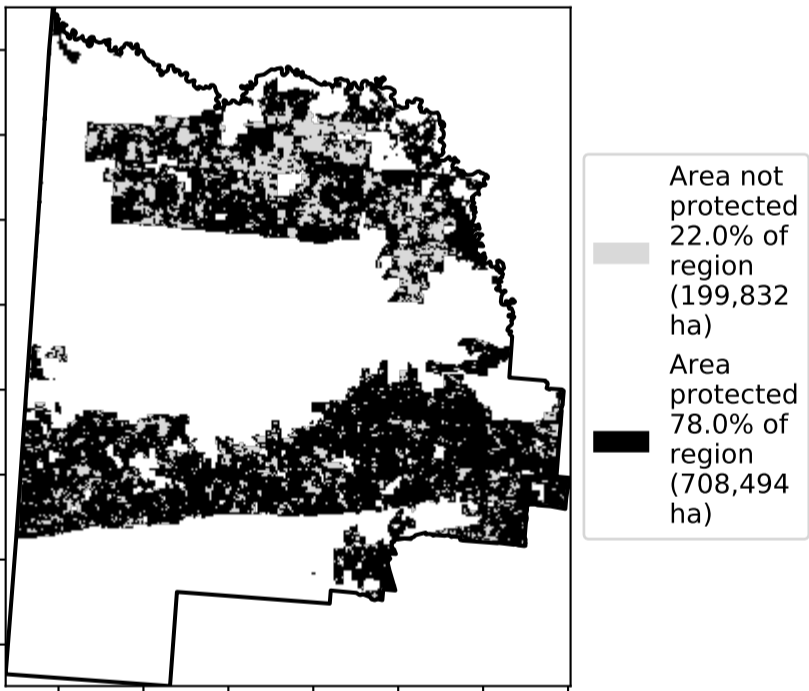 Area not
protected
22.0% of
region
(199,832
ha)
Area
protected
78.0% of
region
(708,494
ha)